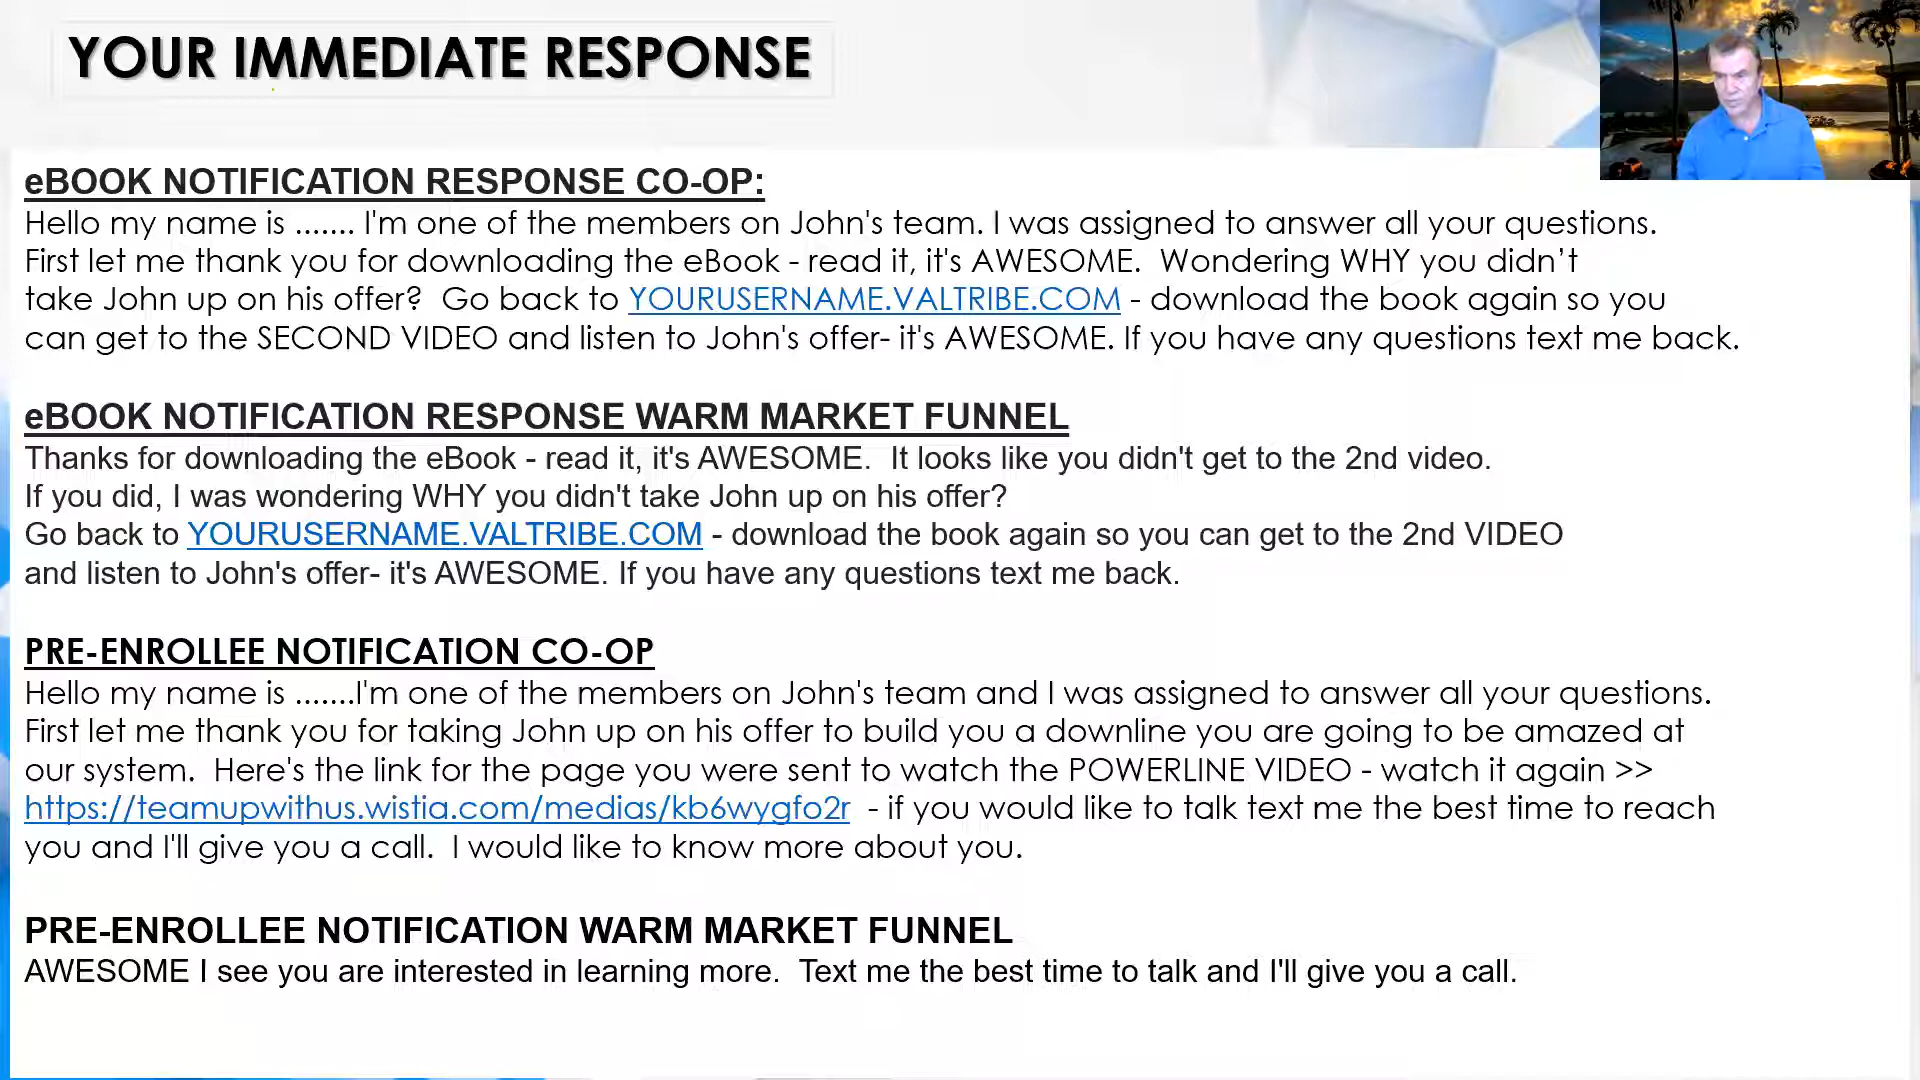 YOUR IMMEDIATE RESPONSE
eBOOK NOTIFICATION RESPONSE CO-OP:
Hello my name is ....... I'm one of the members on John's team. I was assigned to answer all your questions.
First let me thank you for downloading the eBook - read it, it's AWESOME.  Wondering WHY you didn’t
take John up on his offer?  Go back to YOURUSERNAME.VALTRIBE.COM - download the book again so you
can get to the SECOND VIDEO and listen to John's offer- it's AWESOME. If you have any questions text me back.
eBOOK NOTIFICATION RESPONSE WARM MARKET FUNNEL
Thanks for downloading the eBook - read it, it's AWESOME.  It looks like you didn't get to the 2nd video.
If you did, I was wondering WHY you didn't take John up on his offer?
Go back to YOURUSERNAME.VALTRIBE.COM - download the book again so you can get to the 2nd VIDEO
and listen to John's offer- it's AWESOME. If you have any questions text me back.
PRE-ENROLLEE NOTIFICATION CO-OP
Hello my name is .......I'm one of the members on John's team and I was assigned to answer all your questions.
First let me thank you for taking John up on his offer to build you a downline you are going to be amazed at
our system.  Here's the link for the page you were sent to watch the POWERLINE VIDEO - watch it again >>
https://teamupwithus.wistia.com/medias/kb6wygfo2r  - if you would like to talk text me the best time to reach
you and I'll give you a call.  I would like to know more about you.
PRE-ENROLLEE NOTIFICATION WARM MARKET FUNNEL
AWESOME I see you are interested in learning more.  Text me the best time to talk and I'll give you a call.